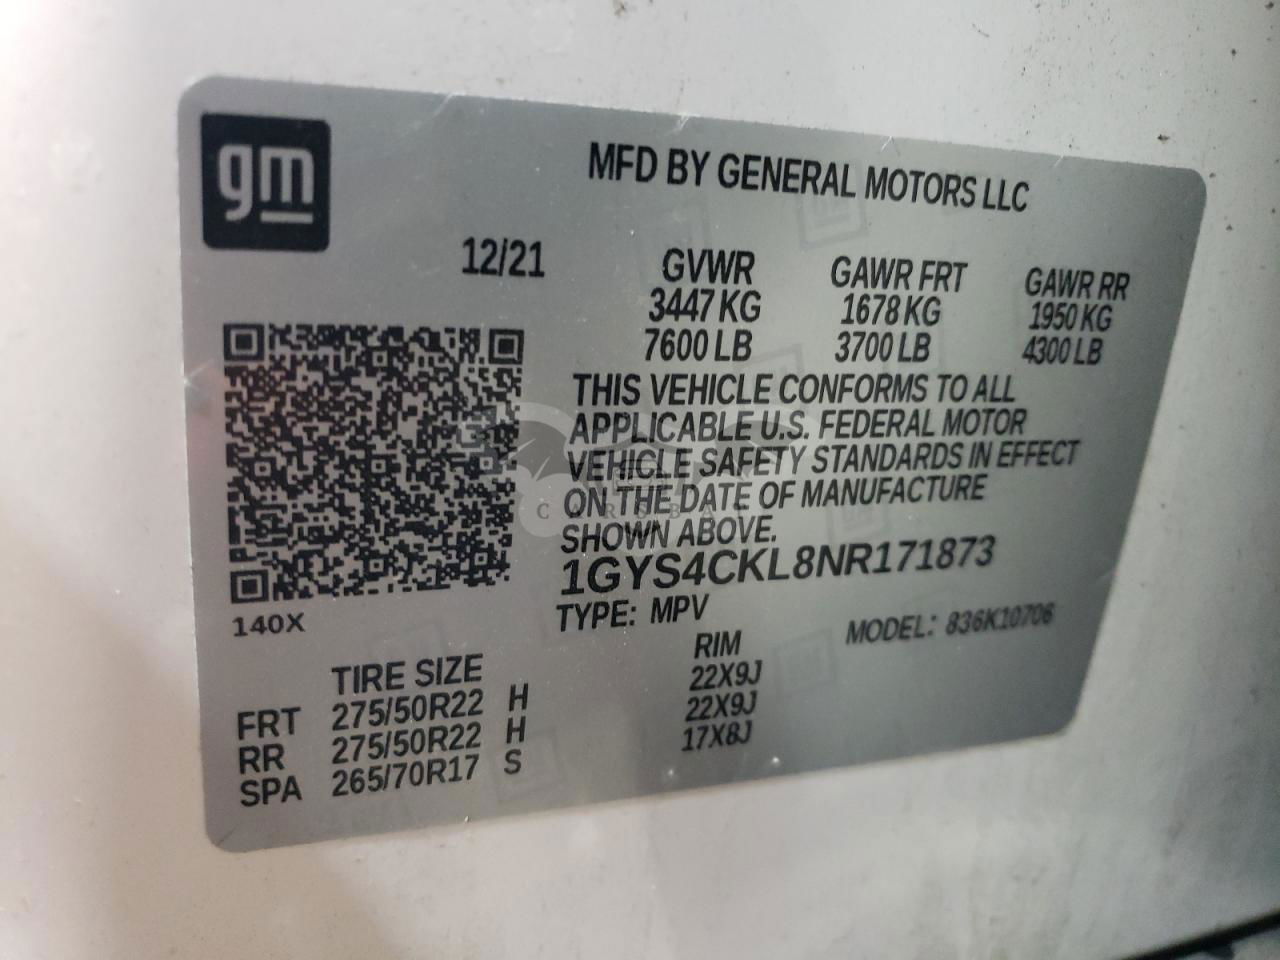 gm
MFD BY GENERAL MOTORS LLC
12/21 GVWR GAWR FRT GAWR RR
3447 KG 1678 KG 1950 KG
7600 LB 3700 LB 4300 LB
THIS VEHICLE CONFORMS TO ALL
APPLICABLE U.S. FEDERAL MOTOR
VEHICLE SAFETY STANDARDS IN EFFECT
ON THE DATE OF MANUFACTURE
SHOWN ABOVE.
1GYS4CKL8NR171873
TYPE: MPV MODEL: 836K10706
140X
TIRE SIZE RIM
FRT 275/50R22 H 22X9J
RR 275/50R22 H 22X9J
SPA 265/70R17 S 17X8J